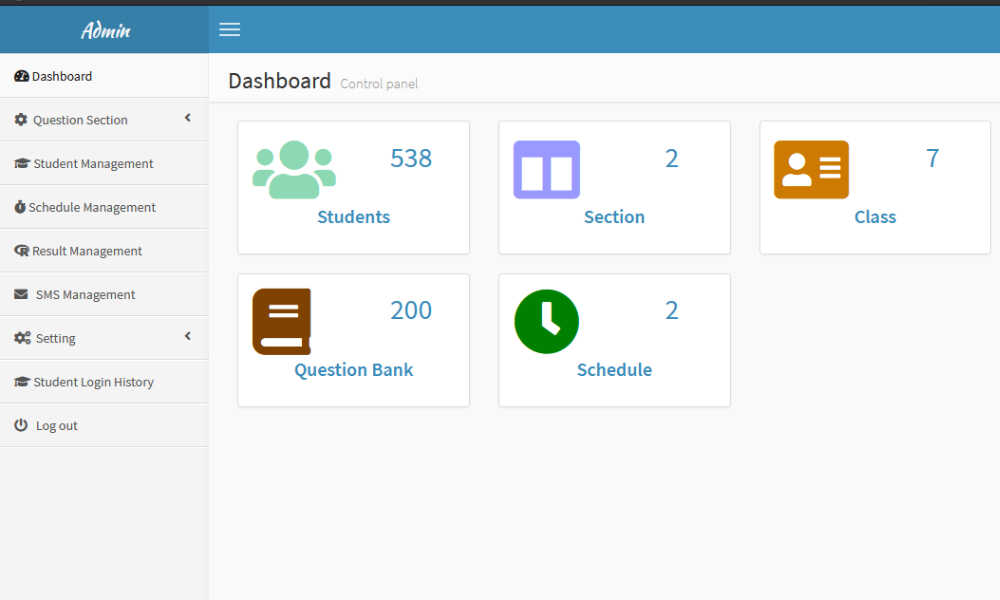 Admin
Dashboard
Question Section
Student Management
Schedule Management
Result Management
SMS Management
Setting
Student Login History
Log out
Dashboard Control panel
538
Students
2
Section
7
Class
200
Question Bank
2
Schedule